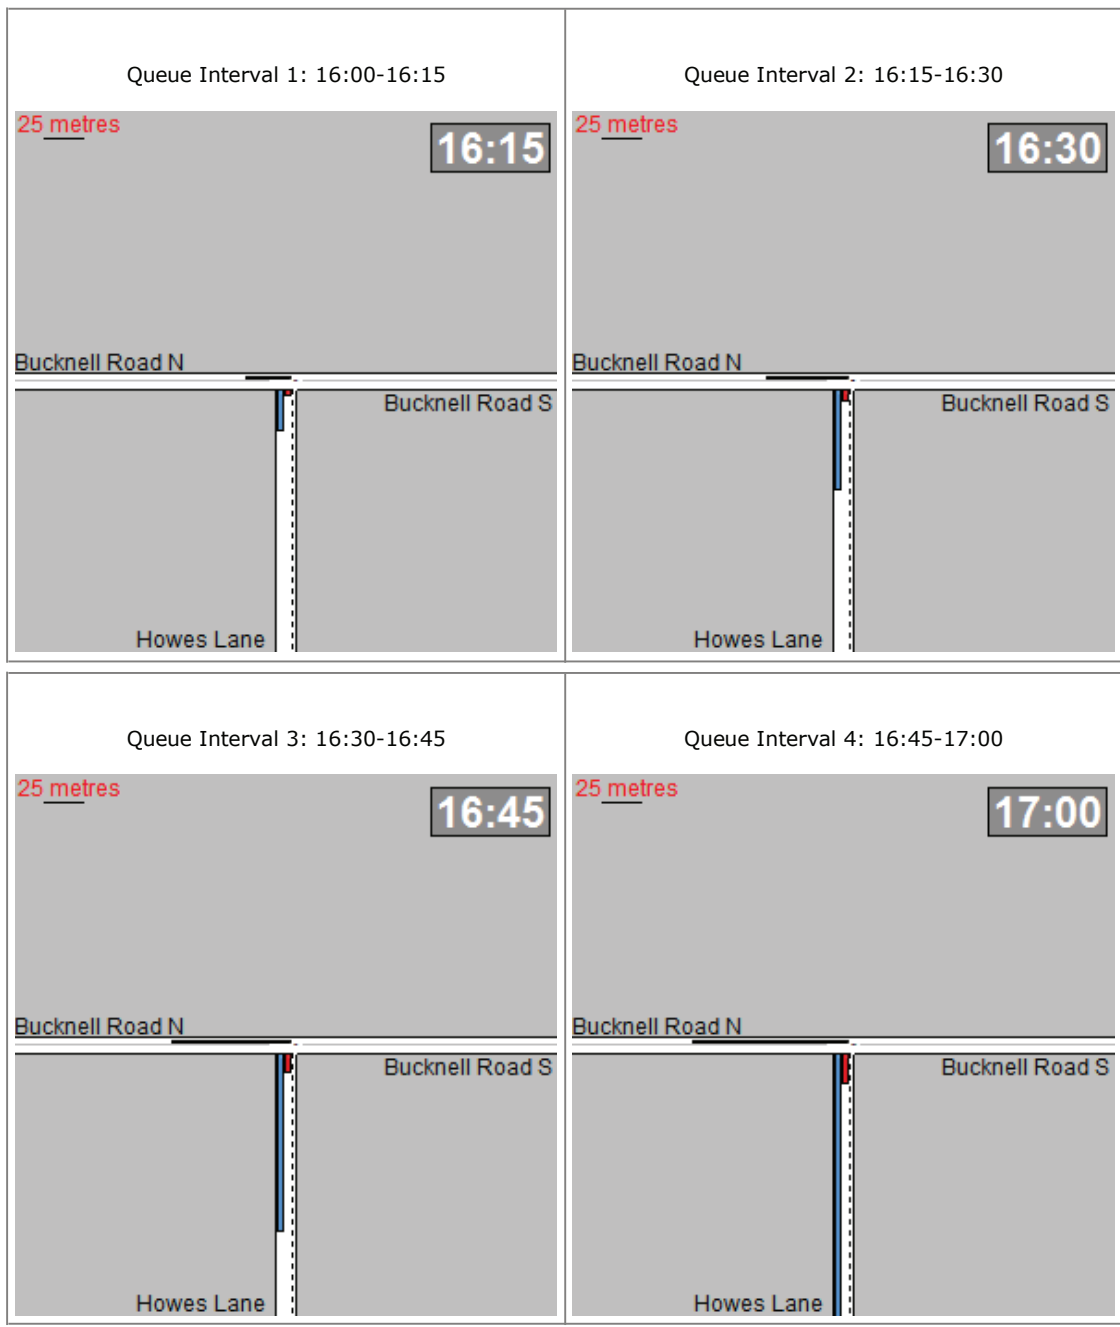 Queue Interval 1: 16:00-16:15
25 metres
16:15
Bucknell Road N
Bucknell Road S
Howes Lane
Queue Interval 2: 16:15-16:30
25 metres
16:30
Bucknell Road N
Bucknell Road S
Howes Lane
Queue Interval 3: 16:30-16:45
25 metres
16:45
Bucknell Road N
Bucknell Road S
Howes Lane
Queue Interval 4: 16:45-17:00
25 metres
17:00
Bucknell Road N
Bucknell Road S
Howes Lane